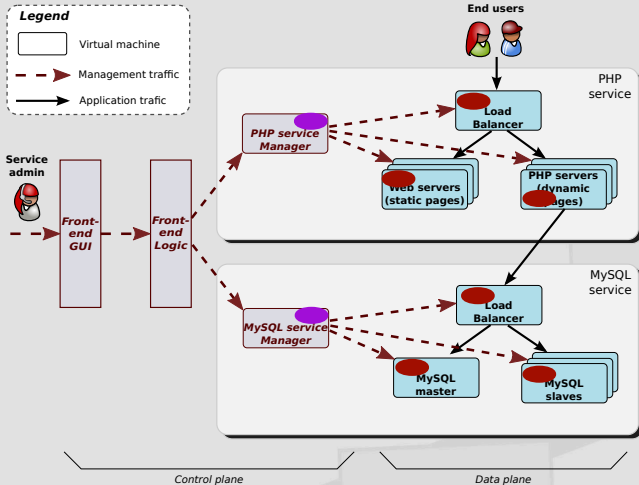 Legend
Virtual machine
Management traffic
Application trafic
End users
PHP
service
Load
Balancer
PHP service
Manager
Web servers
(static pages)
PHP servers
(dynamic
pages)
Service
admin
Front-
end
GUI
Front-
end
Logic
MySQL
service
Load
Balancer
MySQL service
Manager
MySQL
master
MySQL
slaves
Control plane
Data plane